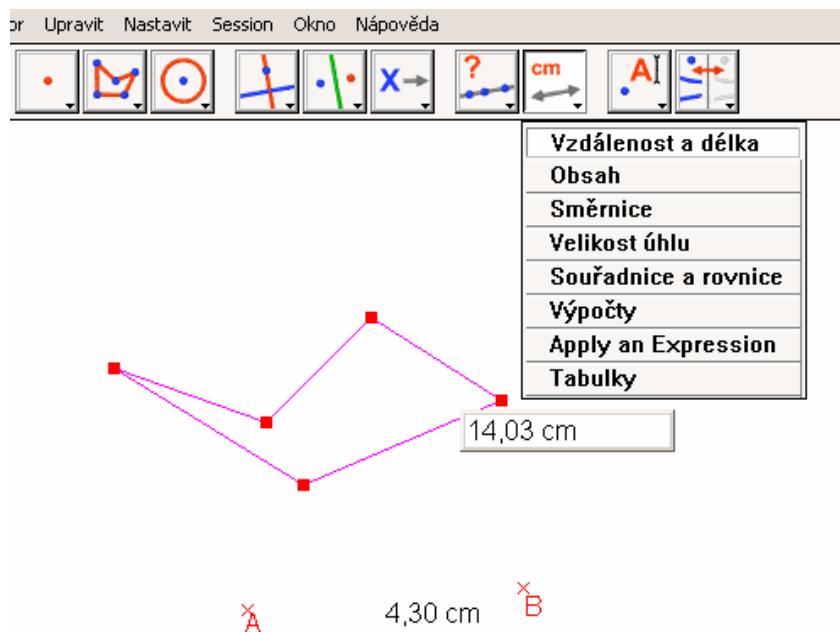 or Upravit Nastavit Session Okno Nápověda
? cm A
X
Vzdálenost a délka
Obsah
Směrnice
Velikost úhlu
Souřadnice a rovnice
Výpočty
Apply an Expression
Tabulky
14,03 cm
A 4,30 cm B